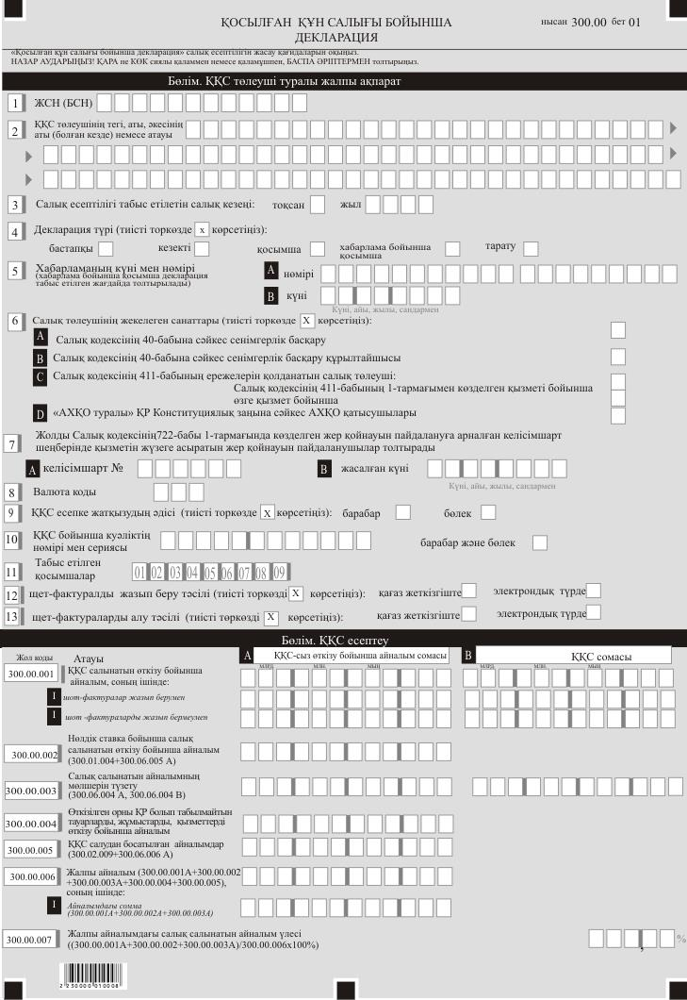 ҚОСЫЛҒАН ҚҰН САЛЫҒЫ БОЙЫНША
нысан 300.00 бет 01
ДЕКЛАРАЦИЯ
«Қосылған құн салығы бойынша декларация» салық есептілігін жасау қағидаларын оқыңыз.
НАЗАР АУДАРЫҢЫЗ! ҚАРА не КӨК сиялы қаламмен немесе қаламұшпен, БАСПА ӘРІПТЕРМЕН толтырыңыз.
Бөлім. ҚҚС төлеуші туралы жалпы ақпарат
1 ЖСН (БСН)
2 ҚҚС төлеушінің тегі, аты, әкесінің
аты (болған кезде) немесе атауы
3 Салық есептілігі табыс етілетін салық кезеңі: тоқсан жыл
4 Декларация түрі (тиісті торкөзде x көрсетіңіз):
бастапқы кезекті қосымша хабарлама бойынша
қосымша тарату
5 Хабарламаның күні мен нөмірі A нөмірі
(хабарлама бойынша қосымша декларация
табыс етілген жағдайда толтырылады)
B күні
Күні, айы, жылы, сандармен
6 Салық төлеушінің жекелеген санаттары (тиісті торкөзде X көрсетіңіз):
A Салық кодексінің 40-бабына сәйкес сенімгерлік басқару
B Салық кодексінің 40-бабына сәйкес сенімгерлік басқару құрылтайшысы
C Салық кодексінің 411-бабының ережелерін қолданатын салық төлеуші:
Салық кодексінің 411-бабының 1-тармағымен көзделген қызметі бойынша
өзге қызмет бойынша
D «АХҚО туралы» ҚР Конституциялық заңына сәйкес АХҚО қатысушылары
7 Жолды Салық кодексінің722-бабы 1-тармағында көзделген жер қойнауын пайдалануға арналған келісімшарт
шеңберінде қызметін жүзеге асыратын жер қойнауын пайдаланушылар толтырады
A келісімшарт № B жасалған күні
Күні, айы, жылы, сандармен
8 Валюта коды
9 ҚҚС есепке жатқызудың әдісі (тиісті торкөзде X көрсетіңіз): барабар бөлек
10 ҚҚС бойынша куәліктің
нөмірі мен сериясы
барабар және бөлек
11 Табыс етілген
қосымшалар
01 02 03 04 05 06 07 08 09
12 щет-фактуралды жазып беру тәсілі (тиісті торкөзді X көрсетіңіз): қағаз жеткізгіште электрондық түрде
13 щет-фактураларды алу тәсілі (тиісті торкөзді X көрсетіңіз): қағаз жеткізгіште электрондық түрде
Бөлім. ҚҚС есептеу
Жол коды Атауы A ҚҚС-сыз өткізу бойынша айналым сомасы B ҚҚС сомасы
млрд. млн. мың млрд. млн. мың
300.00.001 ҚҚС салынатын өткізу бойынша
айналым, соның ішінде:
I шот-фактуралар жазып берумен
I шот -фактураларды жазып бермеумен
300.00.002 Нөлдік ставка бойынша салық
салынатын өткізу бойынша айналым
(300.01.004+300.06.005 A)
300.00.003 Салық салынатын айналымның
мөлшерін түзету
(300.06.004 A, 300.06.004 B)
300.00.004 Өткізілген орны ҚР болып табылмайтын
тауарларды, жұмыстарды, қызметтерді
өткізу бойынша айналым
300.00.005 ҚҚС салудан босатылған айналымдар
(300.02.009+300.06.006 A)
300.00.006 Жалпы айналым (300.00.001A+300.00.002
+300.00.003A+300.00.004+300.00.005),
соның ішінде:
I Айналымдағы сомма
(300.00.001A+300.00.002A+300.00.003A)
300.00.007 Жалпы айналымдағы салық салынатын айналым үлесі
((300.00.001A+300.00.002+300.00.003A)/300.00.006x100%)
, %
2 230000 010008